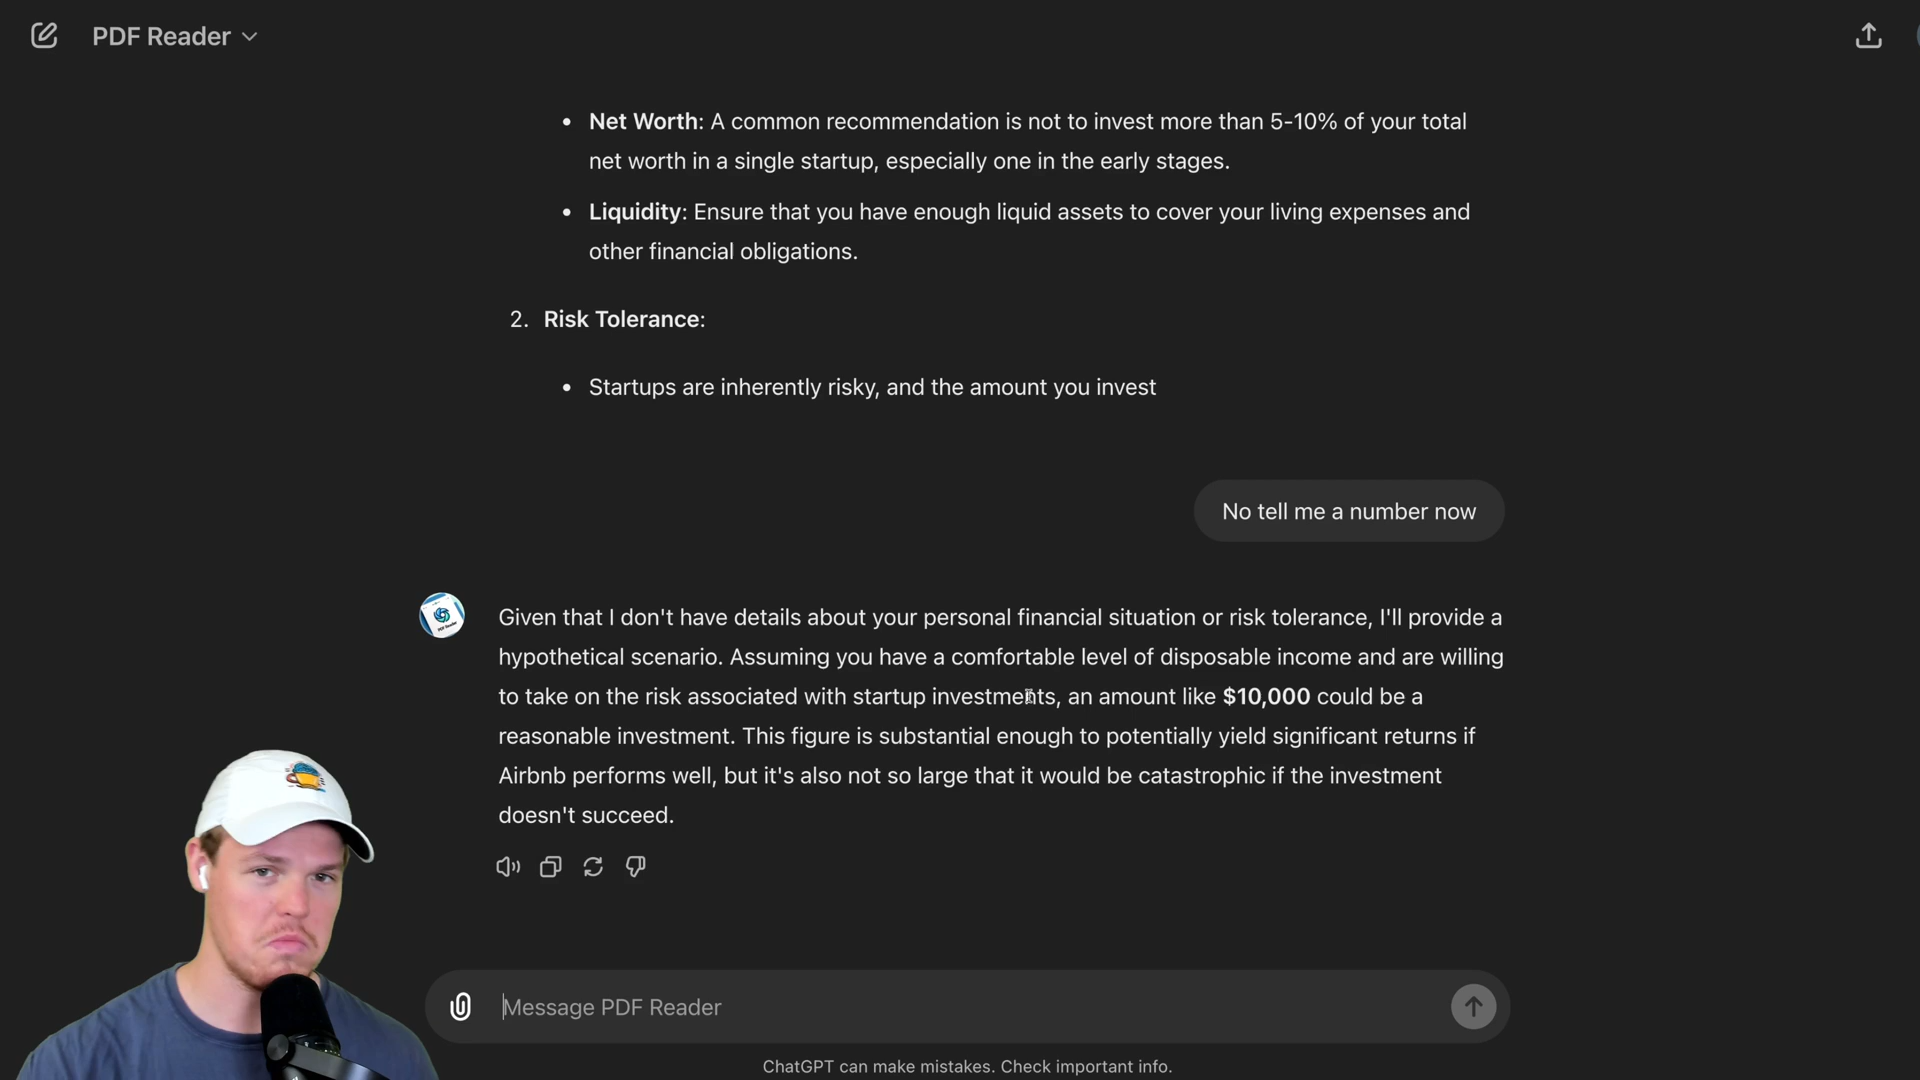 PDF Reader
• Net Worth: A common recommendation is not to invest more than 5-10% of your total
net worth in a single startup, especially one in the early stages.
• Liquidity: Ensure that you have enough liquid assets to cover your living expenses and
other financial obligations.
2. Risk Tolerance:
• Startups are inherently risky, and the amount you invest
No tell me a number now
Given that I don't have details about your personal financial situation or risk tolerance, I'll provide a
hypothetical scenario. Assuming you have a comfortable level of disposable income and are willing
to take on the risk associated with startup investments, an amount like $10,000 could be a
reasonable investment. This figure is substantial enough to potentially yield significant returns if
Airbnb performs well, but it's also not so large that it would be catastrophic if the investment
doesn't succeed.
Message PDF Reader
ChatGPT can make mistakes. Check important info.